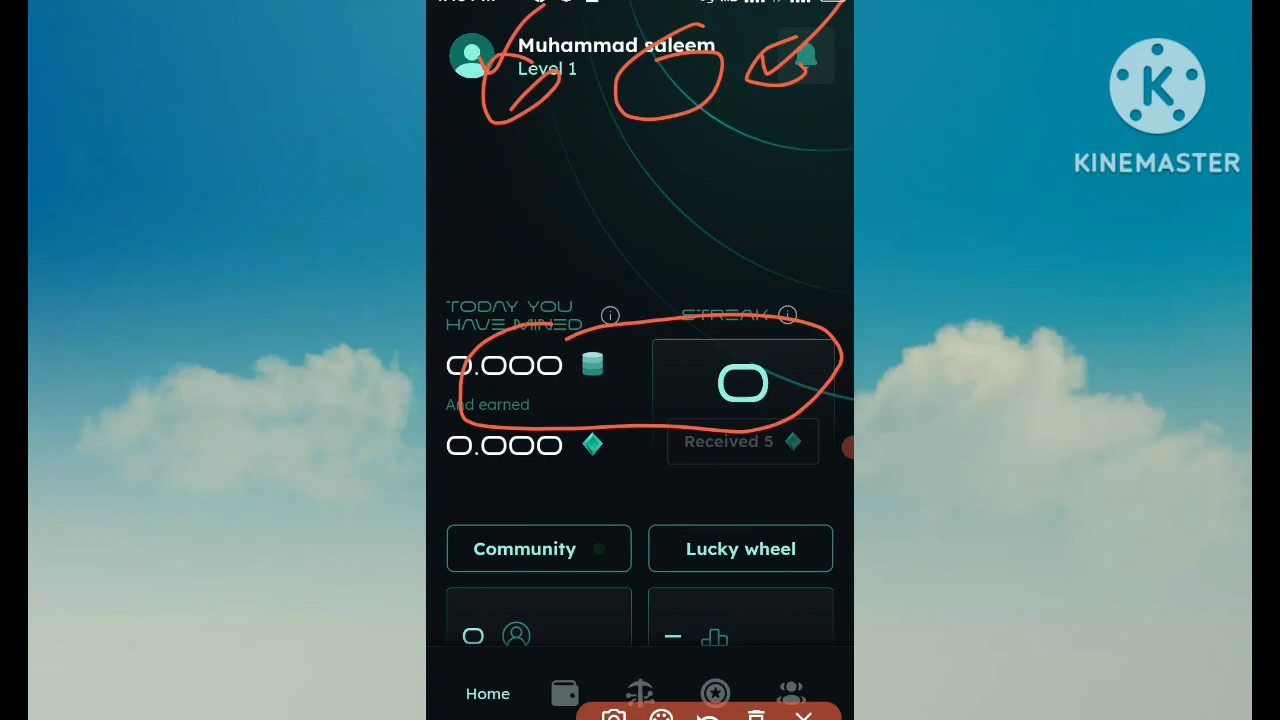 Muhammad saleem
Level 1
KINEMASTER
TODAY YOU
HAVE MINED
STREAK
0.000
0
And earned
0.000
Received 5
Community
Lucky wheel
0
Home